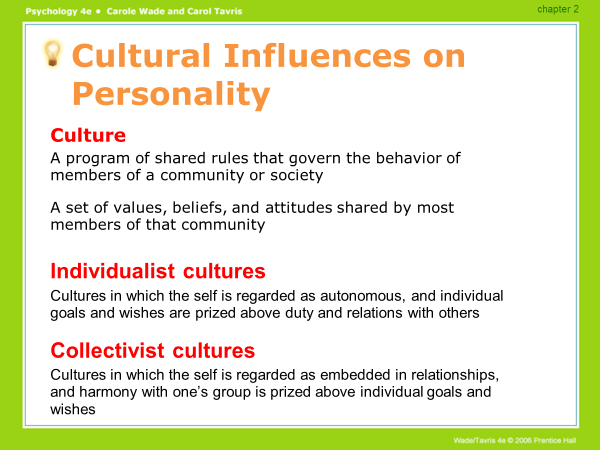 Psychology 4e • Carole Wade and Carol Tavris
chapter 2
Cultural Influences on
Personality
Culture
A program of shared rules that govern the behavior of
members of a community or society
A set of values, beliefs, and attitudes shared by most
members of that community
Individualist cultures
Cultures in which the self is regarded as autonomous, and individual
goals and wishes are prized above duty and relations with others
Collectivist cultures
Cultures in which the self is regarded as embedded in relationships,
and harmony with one’s group is prized above individual goals and
wishes
Wade/Tavris 4e © 2006 Prentice Hall